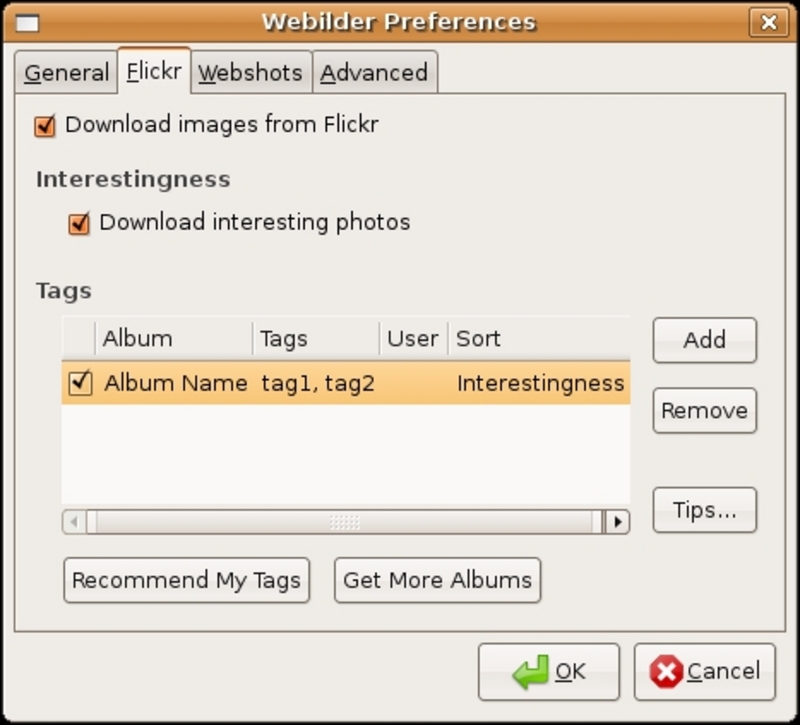 Webilder Preferences
General Flickr Webshots Advanced
Download images from Flickr
Interestingness
Download interesting photos
Tags
Album Tags User Sort Add
Album Name tag1, tag2 Interestingness
Remove
Tips...
Recommend My Tags Get More Albums
OK Cancel